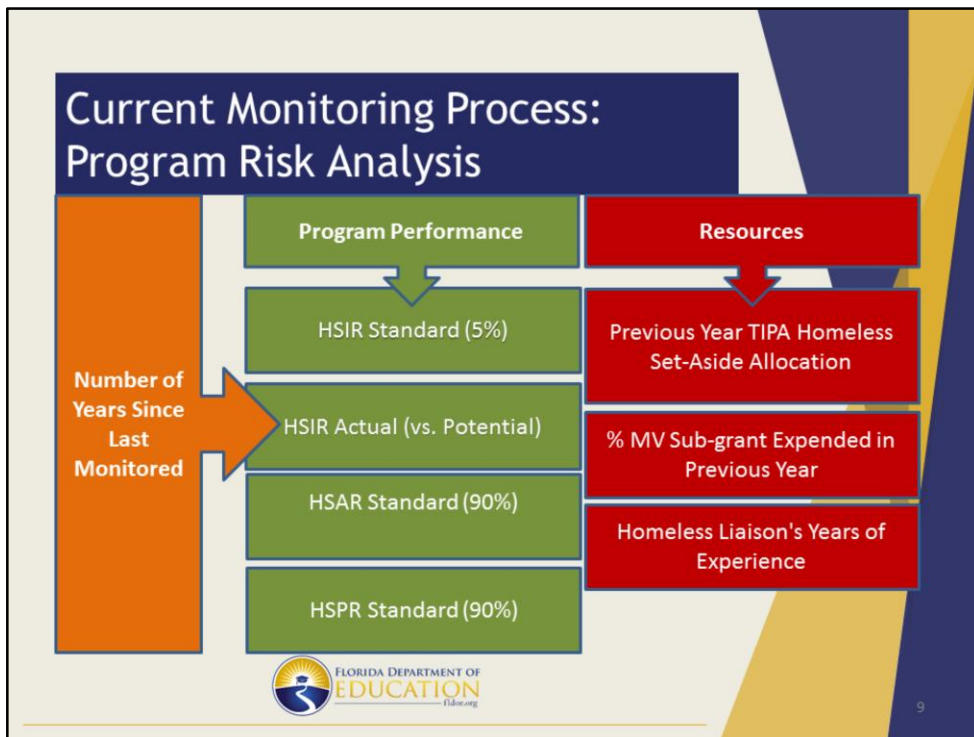 Current Monitoring Process:
Program Risk Analysis
Number of
Years Since
Last
Monitored
Program Performance
HSIR Standard (5%)
HSIR Actual (vs. Potential)
HSAR Standard (90%)
HSPR Standard (90%)
Resources
Previous Year TIPA Homeless
Set-Aside Allocation
% MV Sub-grant Expended in
Previous Year
Homeless Liaison's Years of
Experience
FLORIDA DEPARTMENT OF
EDUCATION
fldoe.org
9